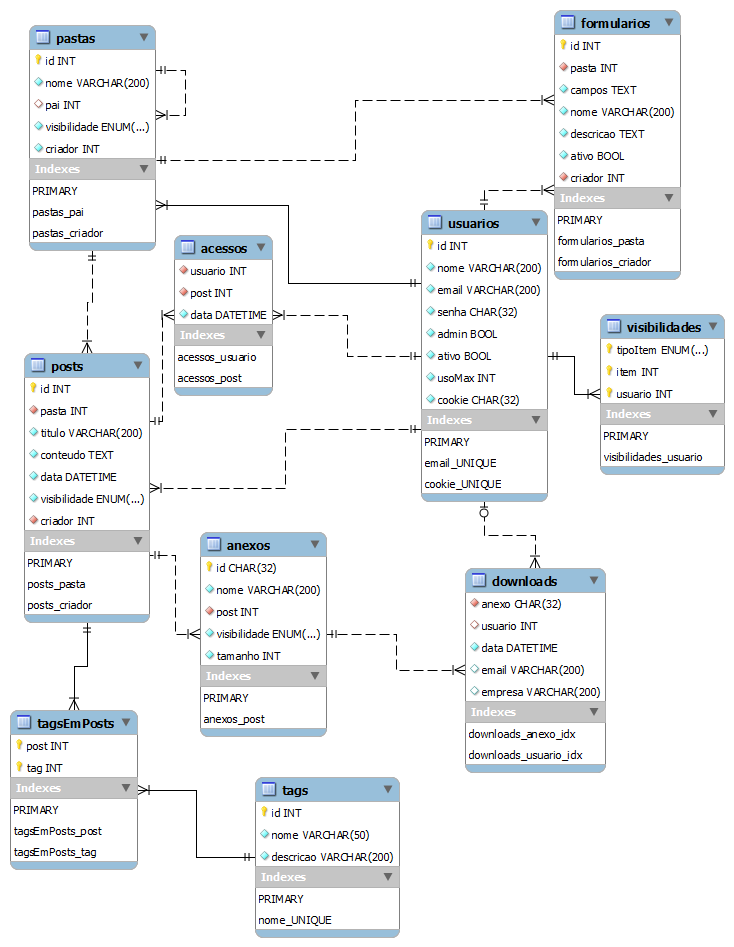 pastas
id INT
nome VARCHAR(200)
pai INT
visibilidade ENUM(...)
criador INT
Indexes
PRIMARY
pastas_pai
pastas_criador
formularios
id INT
pasta INT
campos TEXT
nome VARCHAR(200)
descricao TEXT
ativo BOOL
criador INT
Indexes
PRIMARY
formularios_pasta
formularios_criador
acessos
usuario INT
post INT
data DATETIME
Indexes
acessos_usuario
acessos_post
usuarios
id INT
nome VARCHAR(200)
email VARCHAR(200)
senha CHAR(32)
admin BOOL
ativo BOOL
usoMax INT
cookie CHAR(32)
Indexes
PRIMARY
email_UNIQUE
cookie_UNIQUE
visibilidades
tipoItem ENUM(...)
item INT
usuario INT
Indexes
PRIMARY
visibilidades_usuario
posts
id INT
pasta INT
titulo VARCHAR(200)
conteudo TEXT
data DATETIME
visibilidade ENUM(...)
criador INT
Indexes
PRIMARY
posts_pasta
posts_criador
anexos
id CHAR(32)
nome VARCHAR(200)
post INT
visibilidade ENUM(...)
tamanho INT
Indexes
PRIMARY
anexos_post
downloads
anexo CHAR(32)
usuario INT
data DATETIME
email VARCHAR(200)
empresa VARCHAR(200)
Indexes
downloads_anexo_idx
downloads_usuario_idx
tagsEmPosts
post INT
tag INT
Indexes
PRIMARY
tagsEmPosts_post
tagsEmPosts_tag
tags
id INT
nome VARCHAR(50)
descricao VARCHAR(200)
Indexes
PRIMARY
nome_UNIQUE